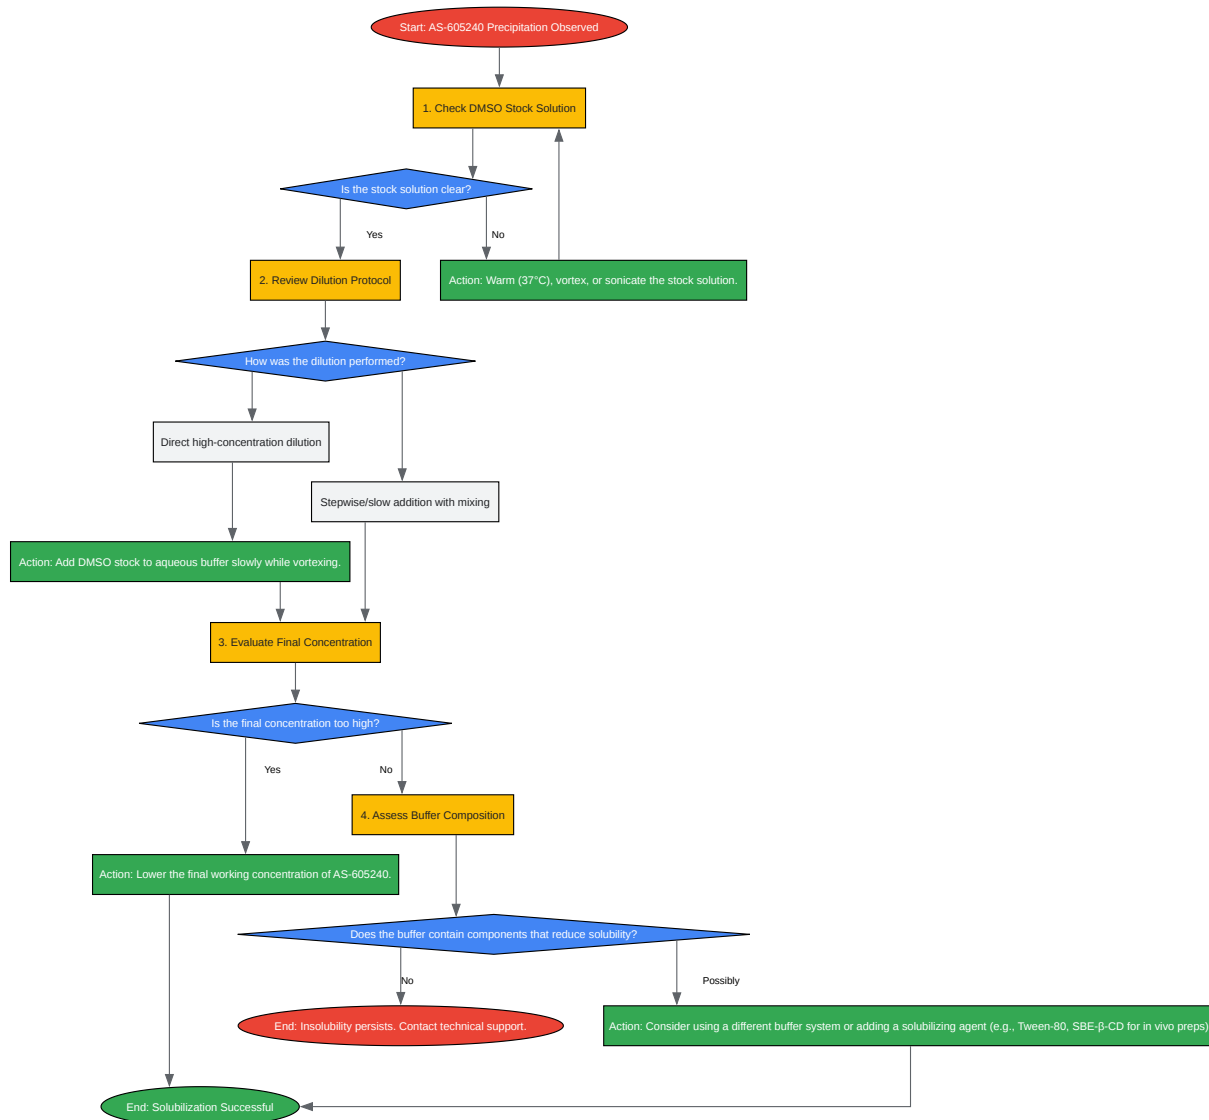 Start: AS-605240 Precipitation Observed
1. Check DMSO Stock Solution
Is the stock solution clear?
Yes
No
2. Review Dilution Protocol
Action: Warm (37°C), vortex, or sonicate the stock solution.
How was the dilution performed?
Direct high-concentration dilution
Stepwise/slow addition with mixing
Action: Add DMSO stock to aqueous buffer slowly while vortexing.
3. Evaluate Final Concentration
Is the final concentration too high?
Yes
No
4. Assess Buffer Composition
Action: Lower the final working concentration of AS-605240.
Does the buffer contain components that reduce solubility?
No
Possibly
End: Insolubility persists. Contact technical support.
Action: Consider using a different buffer system or adding a solubilizing agent (e.g., Tween-80, SBE-β-CD for in vivo preps)
End: Solubilization Successful